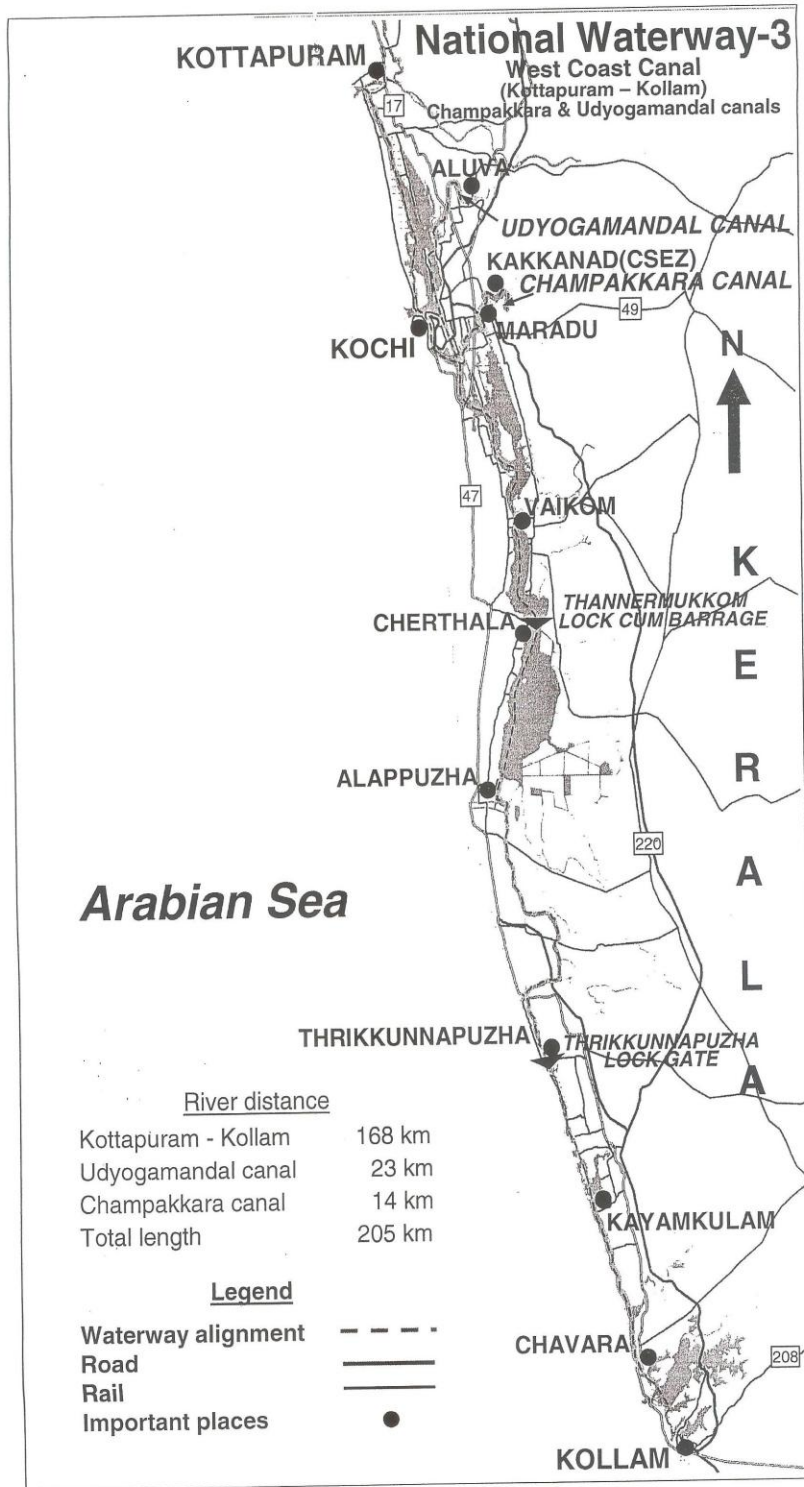 National Waterway-3
West Coast Canal
(Kottapuram – Kollam)
Champakkara & Udyogamandal canals
KOTTAPURAM
17
ALUVA
UDYOGAMANDAL CANAL
KAKKANAD(CSEZ)
CHAMPAKKARA CANAL
49
MARADU
KOCHI
N
47
VAIKOM
THANNERMUKKOM
LOCK CUM BARRAGE
CHERTHALA
ALAPPUZHA
220
KERALA
Arabian Sea
THRIKKUNNAPUZHA
THRIKKUNNAPUZHA
LOCK GATE
River distance
Kottapuram - Kollam 168 km
Udyogamandal canal 23 km
Champakkara canal 14 km
Total length 205 km
KAYAMKULAM
Legend
Waterway alignment
Road
Rail
Important places
CHAVARA
208
KOLLAM